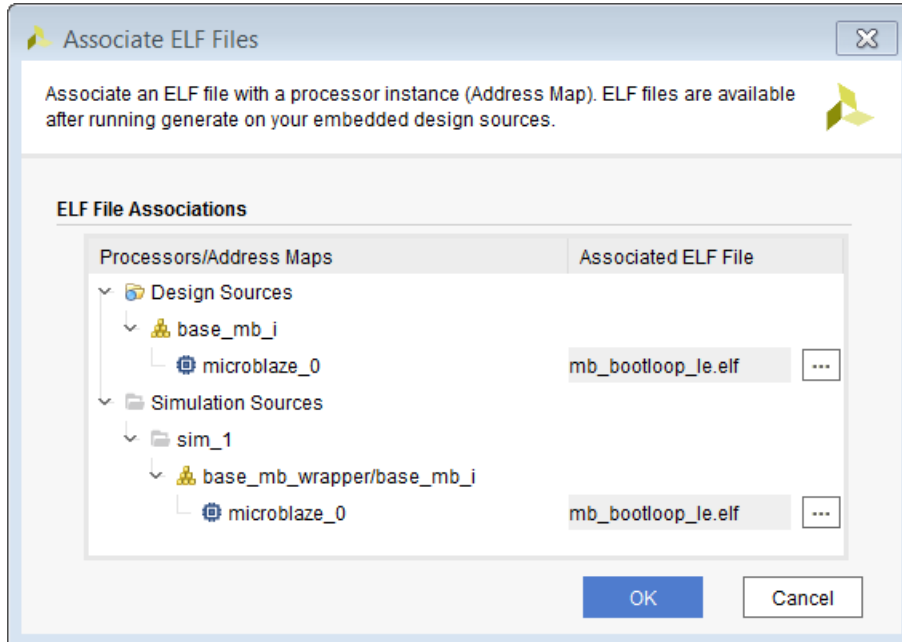 Associate ELF Files
Associate an ELF file with a processor instance (Address Map). ELF files are available
after running generate on your embedded design sources.
ELF File Associations
Processors/Address Maps Associated ELF File
Design Sources
base_mb_i
microblaze_0 mb_bootloop_le.elf ...
Simulation Sources
sim_1
base_mb_wrapper/base_mb_i
microblaze_0 mb_bootloop_le.elf ...
OK Cancel